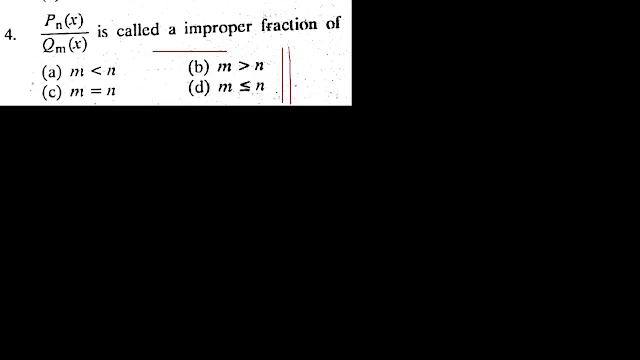 4. Pn(x)/Qm(x) is called a improper fraction of
(a) m < n (b) m > n
(c) m = n (d) m ≤ n